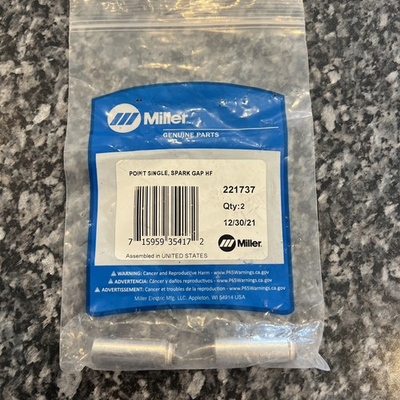 Miller
GENUINE PARTS
POINT SINGLE, SPARK GAP HF
221737
Qty:2
12/30/21
7 15959 35417 2
Miller
Assembled in UNITED STATES
WARNING: Cancer and Reproductive Harm - www.P65Warnings.ca.gov
ADVERTENCIA: Cáncer y daños reproductivos - www.P65Warnings.ca.gov
AVERTISSEMENT: Cancer et troubles de la reproduction - www.P65Warnings.ca.gov
Miller Electric Mfg. LLC. Appleton, WI 54914 USA